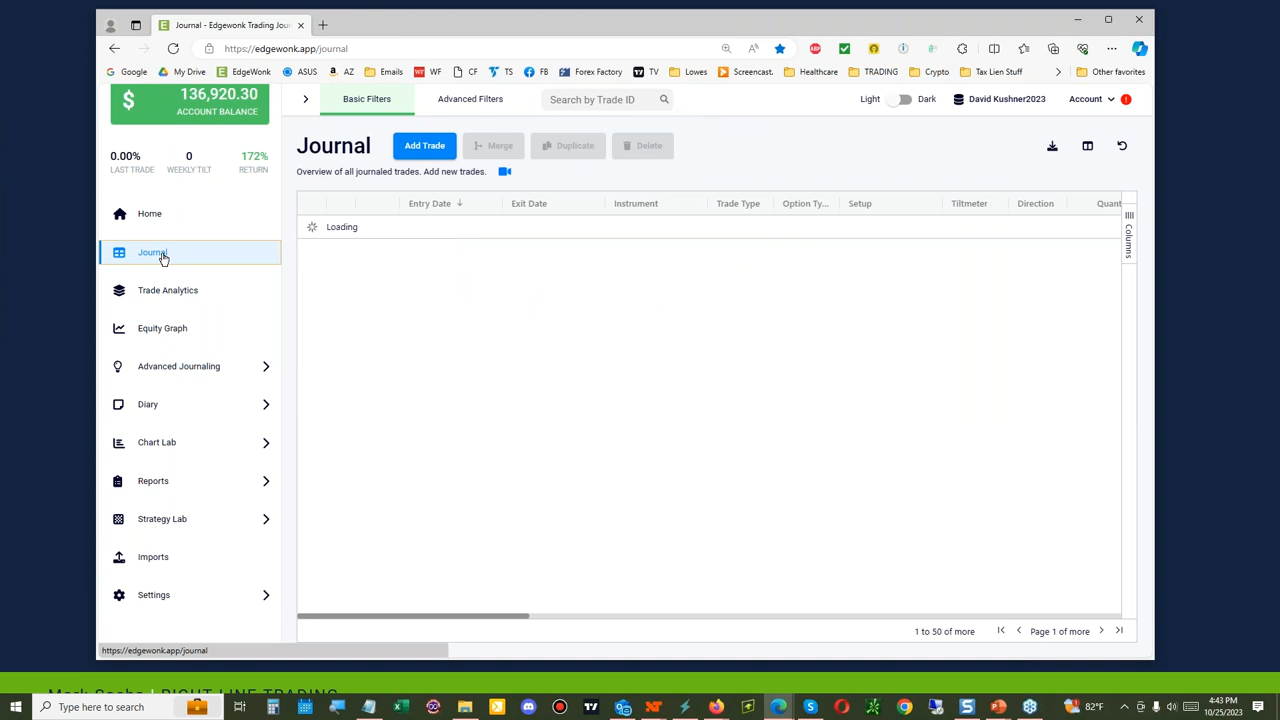 Journal - Edgewonk Trading Jour
https://edgewonk.app/journal
Google My Drive EdgeWonk ASUS AZ Emails WF CF TS FB Forex Factory TV Lowes Screencast. Healthcare TRADING Crypto Tax Lien Stuff Other favorites
$ 136,920.30
ACCOUNT BALANCE
0.00% 0 172%
LAST TRADE WEEKLY TILT RETURN
Home
Journal
Trade Analytics
Equity Graph
Advanced Journaling
Diary
Chart Lab
Reports
Strategy Lab
Imports
Settings
https://edgewonk.app/journal
Basic Filters Advanced Filters Search by Trade ID Light Dark David Kushner2023 Account
Journal Add Trade Merge Duplicate Delete
Overview of all journaled trades. Add new trades.
Entry Date Exit Date Instrument Trade Type Option Ty... Setup Tiltmeter Direction Quant
Loading
Columns
1 to 50 of more Page 1 of more
Mark Sachs | RIGHT LINE TRADING
Type here to search
82°F
4:43 PM
10/25/2023